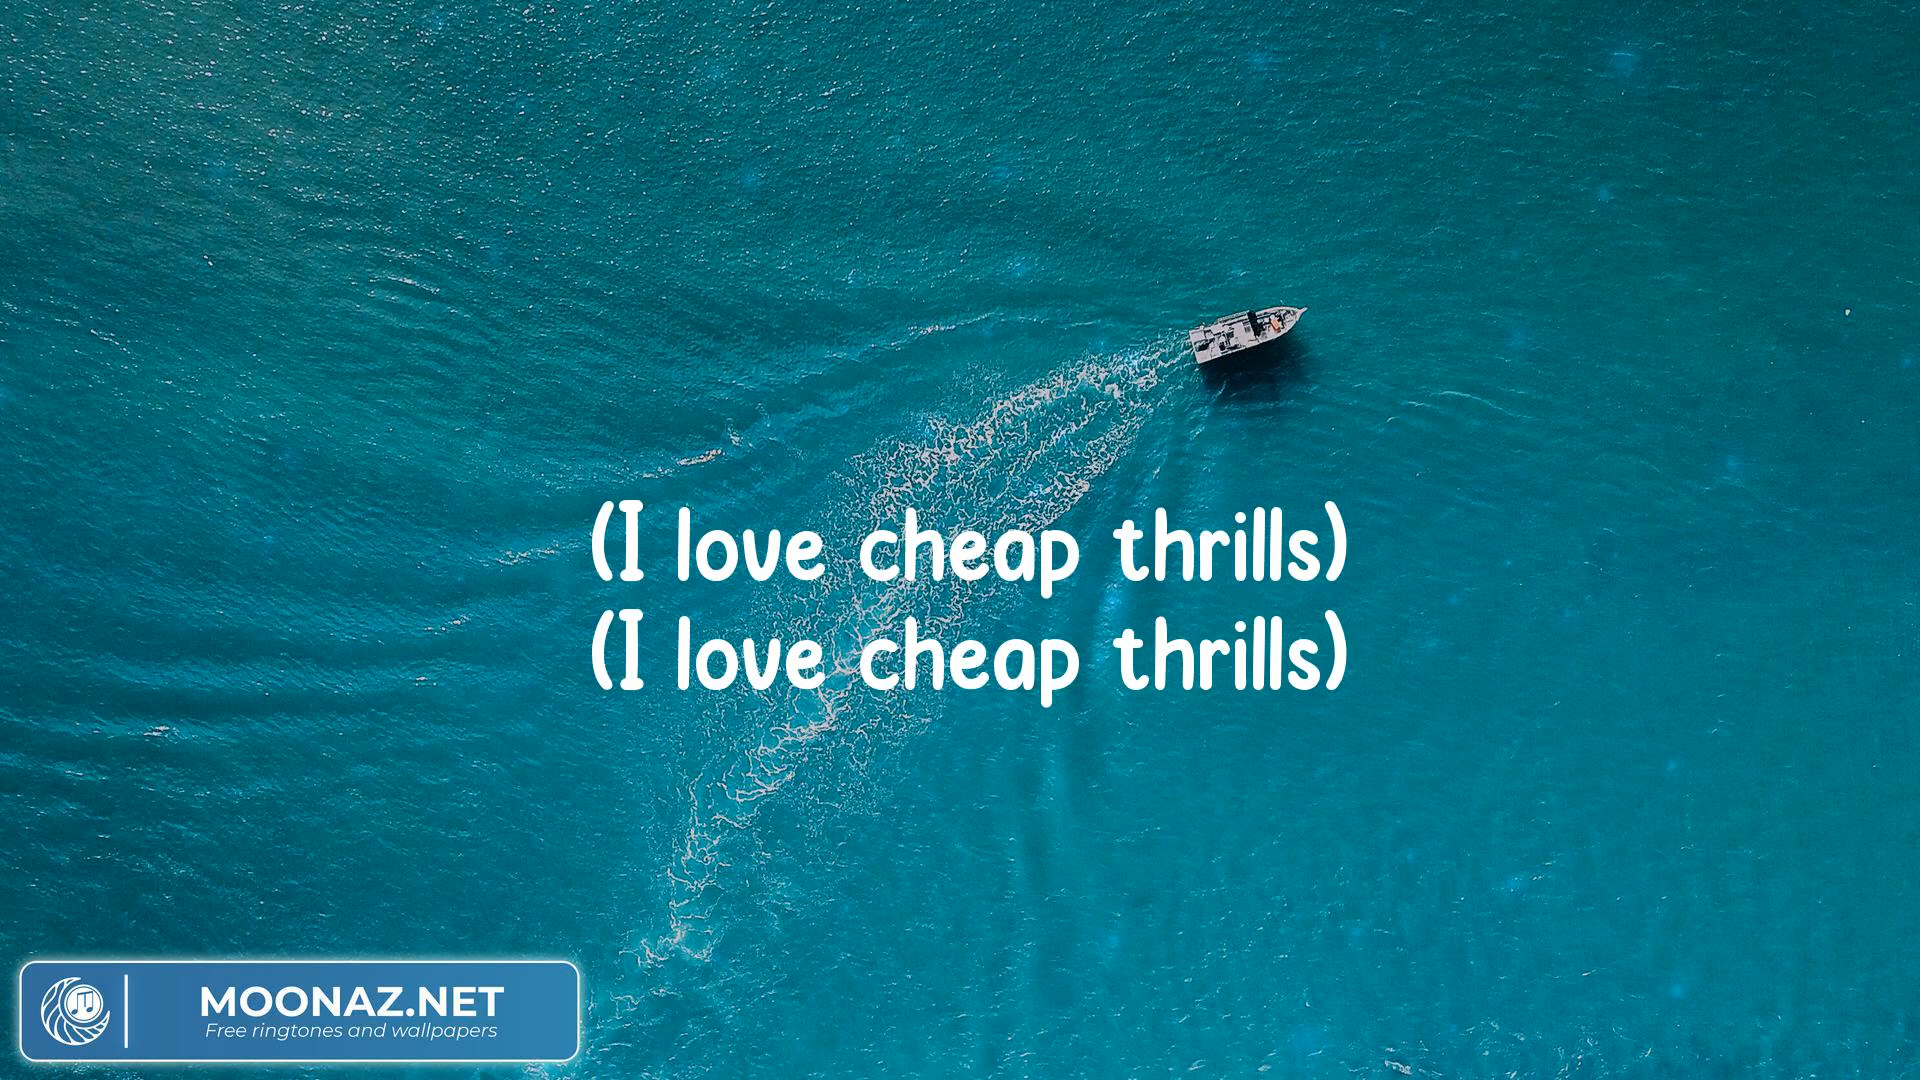 (I love cheap thrills)
(I love cheap thrills)
MOONAZ.NET
Free ringtones and wallpapers